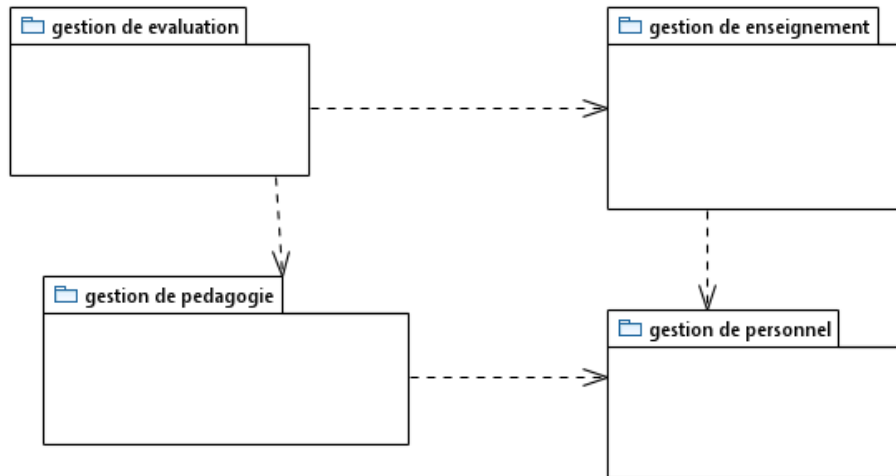 gestion de evaluation
gestion de enseignement
gestion de pedagogie
gestion de personnel